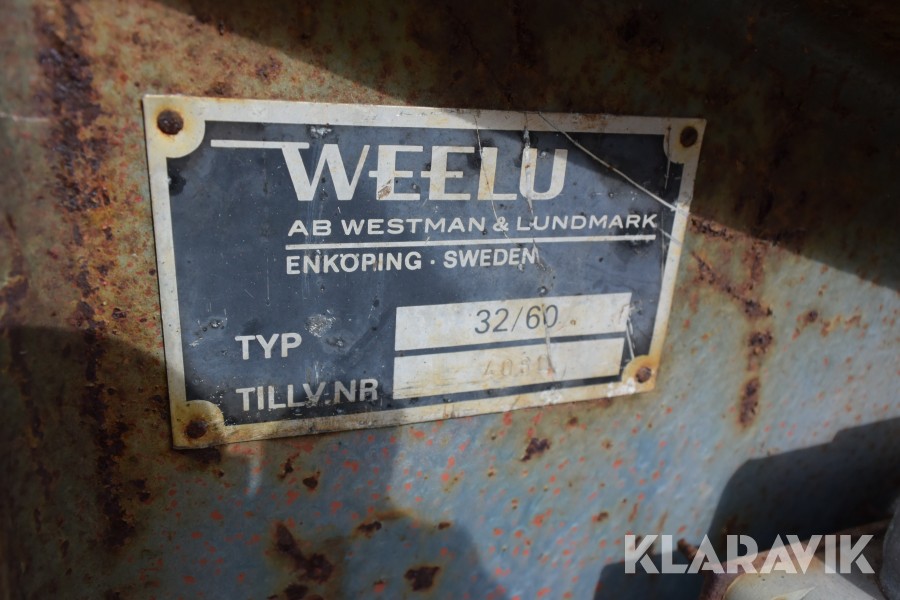 WEELU
AB WESTMAN & LUNDMARK
ENKÖPING · SWEDEN
TYP 32/60
TILLV.NR
KLARAVIK